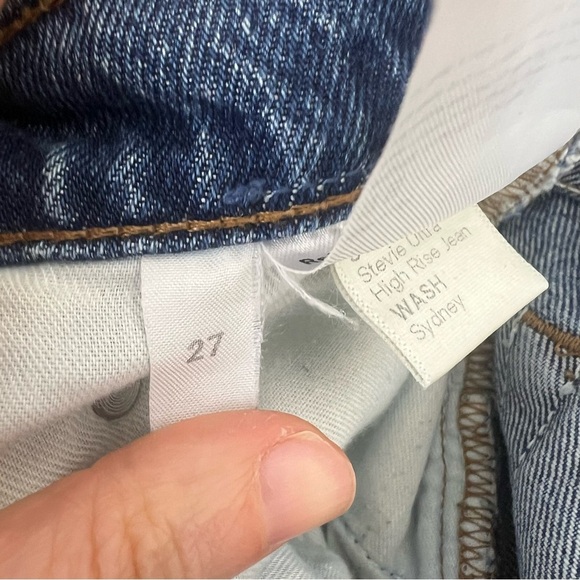 27
Stevie Ultra
High Rise Jean
WASH
Sydney